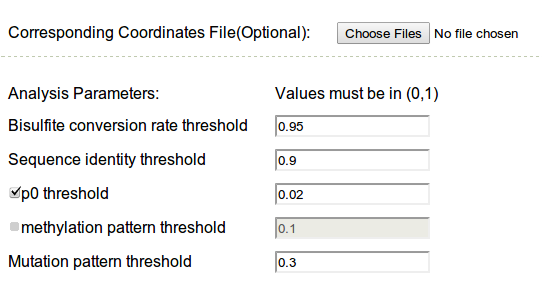 Corresponding Coordinates File(Optional): Choose Files No file chosen
Analysis Parameters: Values must be in (0,1)
Bisulfite conversion rate threshold 0.95
Sequence identity threshold 0.9
p0 threshold 0.02
methylation pattern threshold 0.1
Mutation pattern threshold 0.3